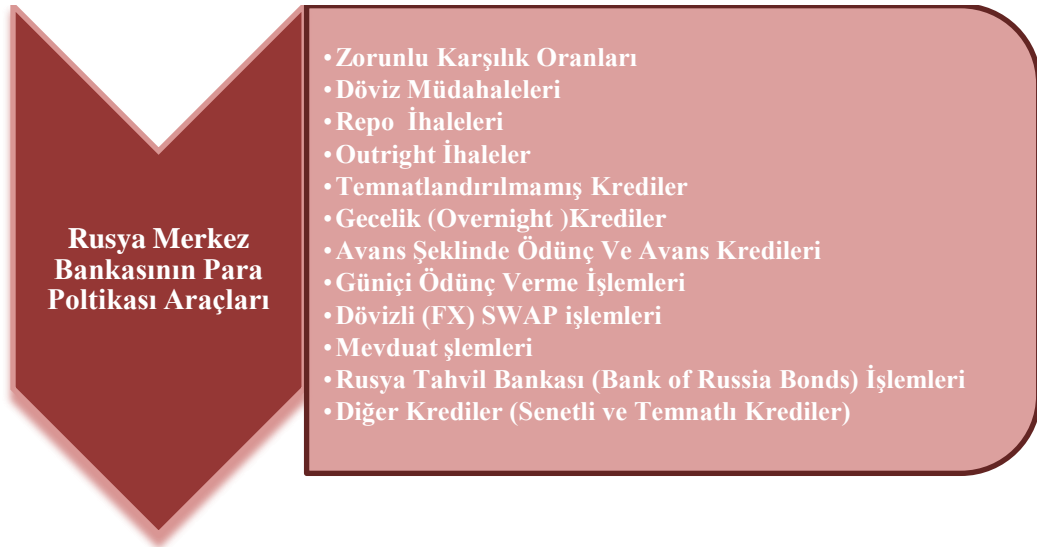 Rusya Merkez
Bankasının Para
Poltikası Araçları
•Zorunlu Karşılık Oranları
•Döviz Müdahaleleri
•Repo İhaleleri
•Outright İhaleler
•Temnatlandırılmamış Krediler
•Gecelik (Overnight )Krediler
•Avans Şeklinde Ödünç Ve Avans Kredileri
•Güniçi Ödünç Verme İşlemleri
•Dövizli (FX) SWAP işlemleri
•Mevduat şlemleri
•Rusya Tahvil Bankası (Bank of Russia Bonds) İşlemleri
•Diğer Krediler (Senetli ve Temnatlı Krediler)